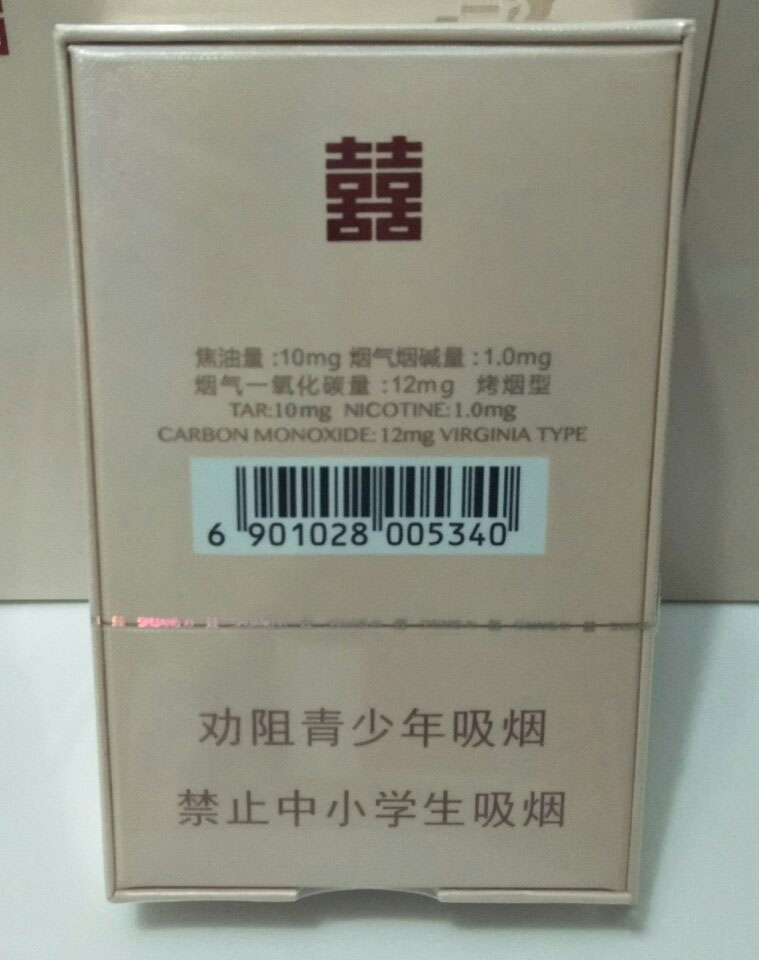 囍
焦油量:10mg 烟气烟碱量:1.0mg
烟气一氧化碳量:12mg 烤烟型
TAR:10mg NICOTINE:1.0mg
CARBON MONOXIDE:12mg VIRGINIA TYPE
6 901028 005340
SHUANGXI
劝阻青少年吸烟
禁止中小学生吸烟